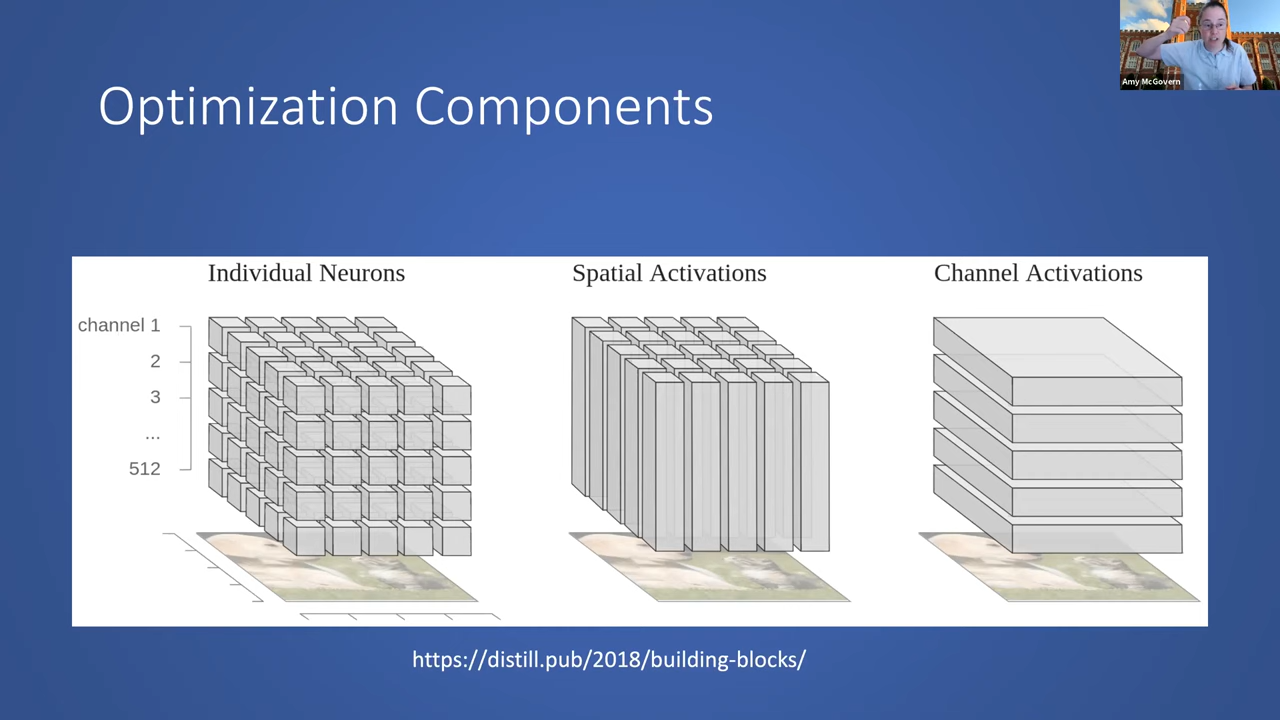 Amy McGovern
Optimization Components
Individual Neurons
Spatial Activations
Channel Activations
channel 1
2
3
...
512
https://distill.pub/2018/building-blocks/